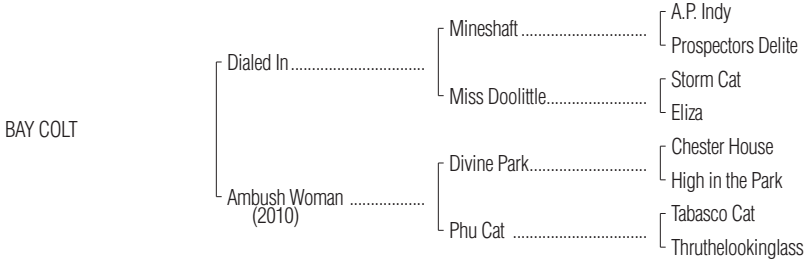 A.P. Indy
Mineshaft
Prospectors Delite
Dialed In
Storm Cat
Miss Doolittle
Eliza
BAY COLT
Chester House
Divine Park
High in the Park
Ambush Woman
(2010)
Tabasco Cat
Phu Cat
Thruthelookinglass